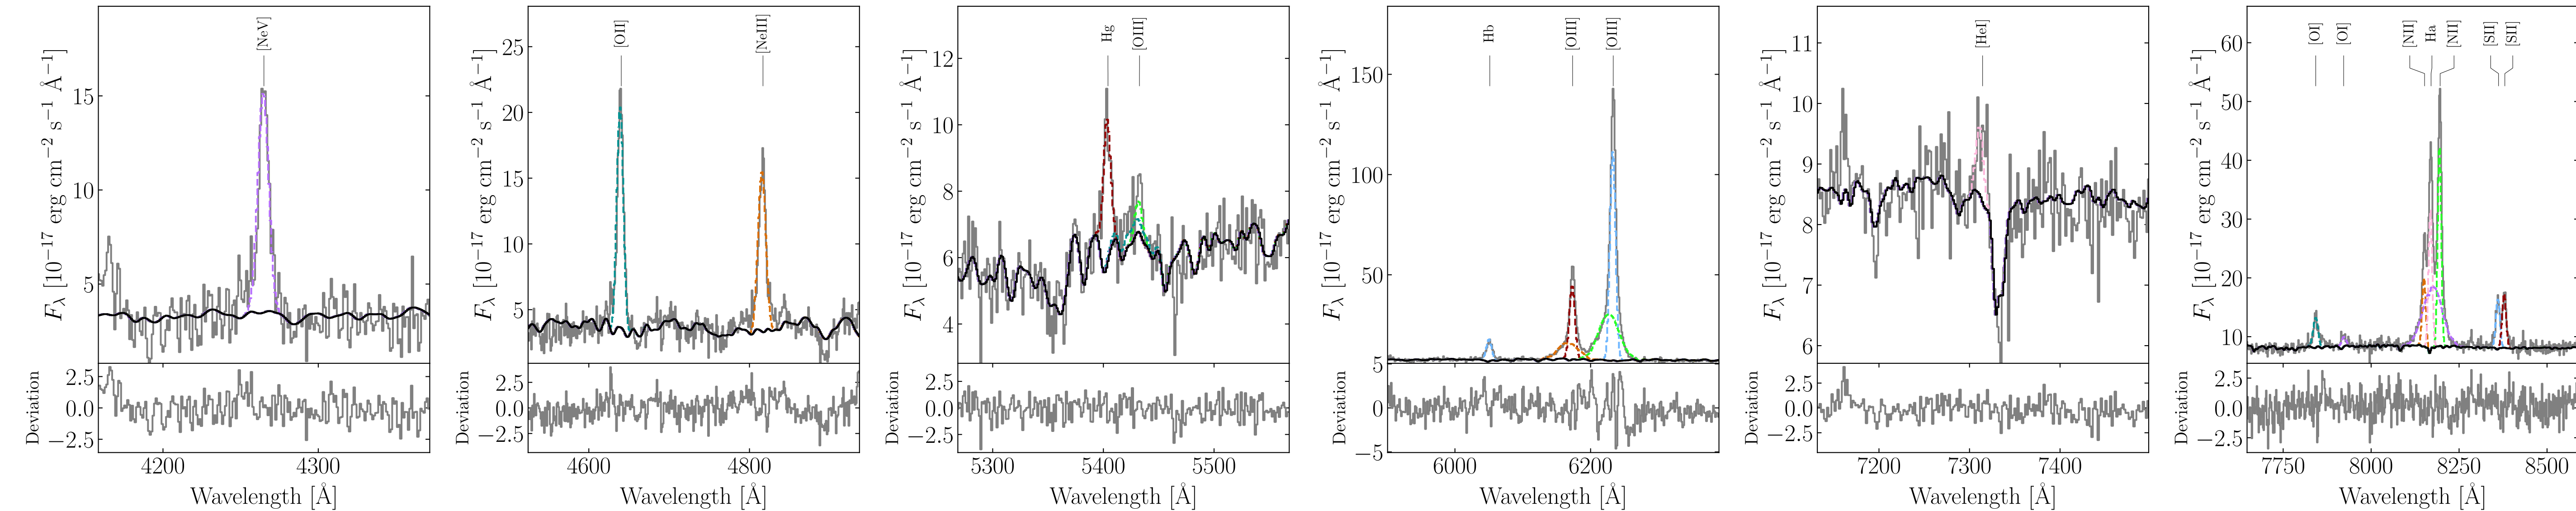 [NeV]
F_λ [10⁻¹⁷ erg cm⁻² s⁻¹ Å⁻¹]
15
10
5
Deviation
2.5
0.0
−2.5
4200 4300
Wavelength [Å]
[OII] [NeIII]
F_λ [10⁻¹⁷ erg cm⁻² s⁻¹ Å⁻¹]
25
20
15
10
5
Deviation
2.5
0.0
−2.5
4600 4800
Wavelength [Å]
Hg [OIII]
F_λ [10⁻¹⁷ erg cm⁻² s⁻¹ Å⁻¹]
12
10
8
6
4
Deviation
2.5
0.0
−2.5
5300 5400 5500
Wavelength [Å]
Hb [OIII] [OIII]
F_λ [10⁻¹⁷ erg cm⁻² s⁻¹ Å⁻¹]
150
100
50
Deviation
5
0
−5
6000 6200
Wavelength [Å]
[HeI]
F_λ [10⁻¹⁷ erg cm⁻² s⁻¹ Å⁻¹]
11
10
9
8
7
6
Deviation
2.5
0.0
−2.5
7200 7300 7400
Wavelength [Å]
[OI] [OI] [NII] Ha [NII] [SII] [SII]
F_λ [10⁻¹⁷ erg cm⁻² s⁻¹ Å⁻¹]
60
50
40
30
20
10
Deviation
2.5
0.0
−2.5
7750 8000 8250 8500
Wavelength [Å]